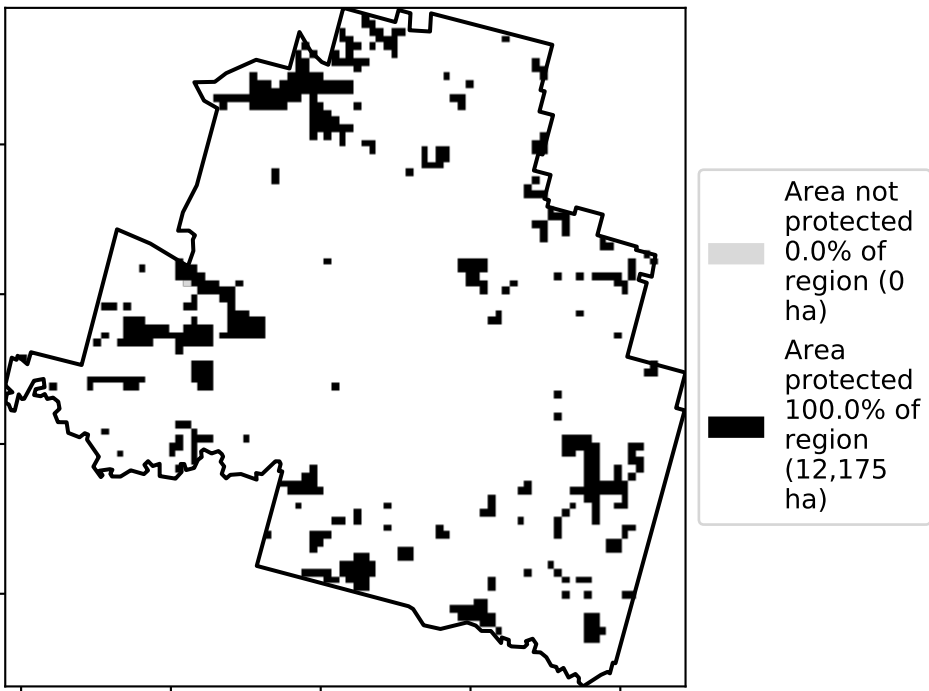 Area not
protected
0.0% of
region (0
ha)
Area
protected
100.0% of
region
(12,175
ha)